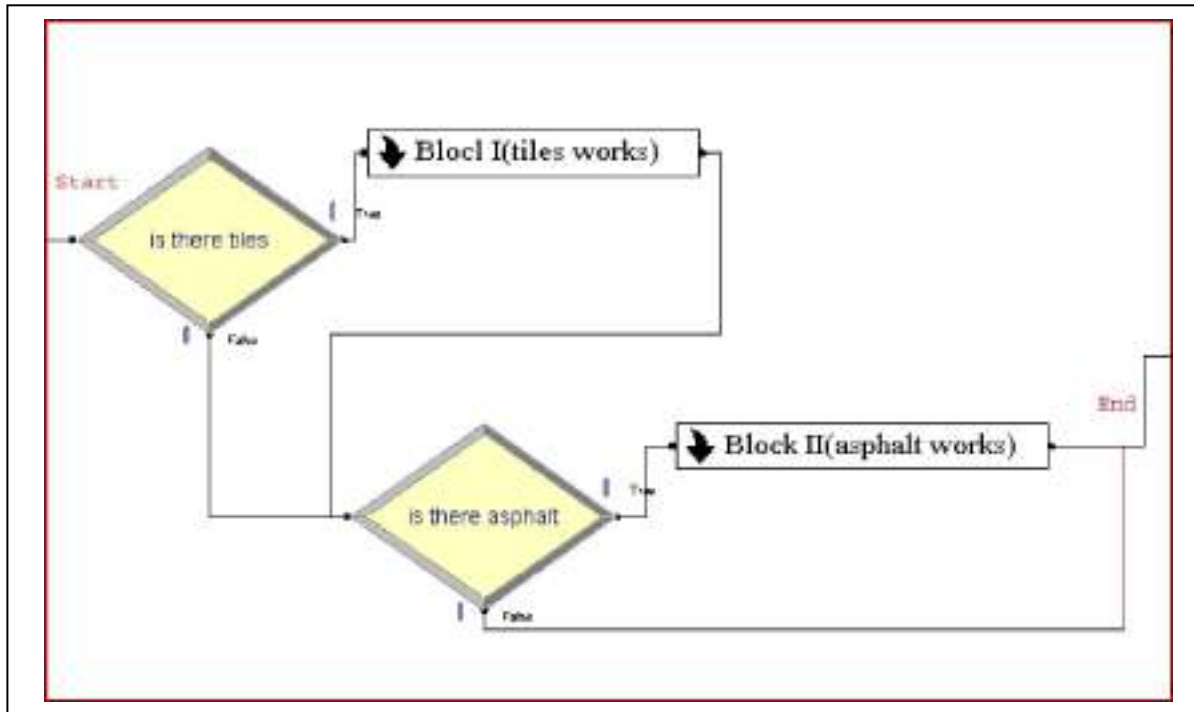 Start
is there tiles
True
False
Blocl I(tiles works)
is there asphalt
True
False
Block II(asphalt works)
End